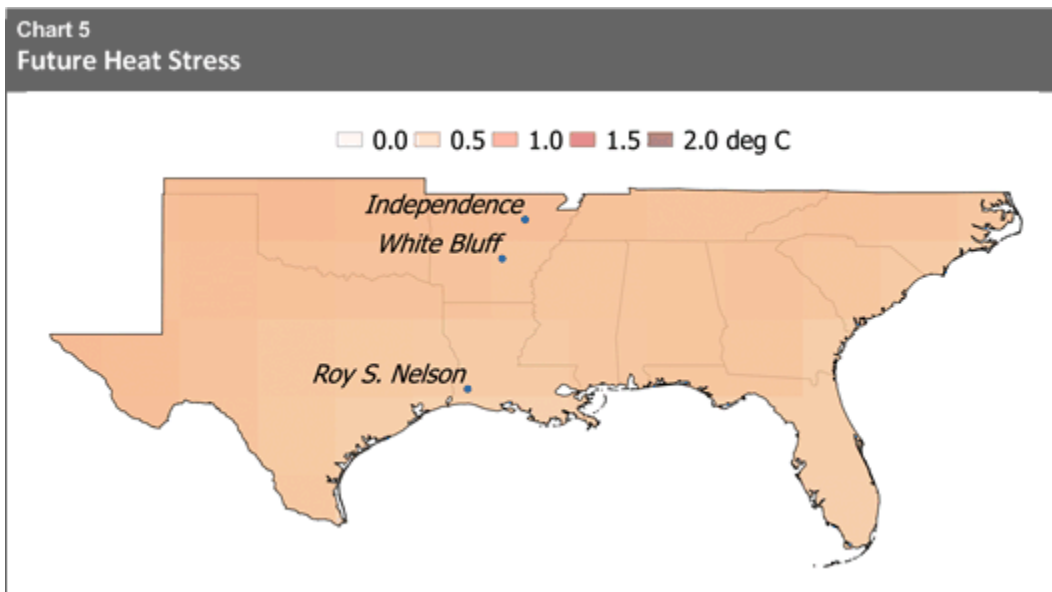 Chart 5
Future Heat Stress
0.0 0.5 1.0 1.5 2.0 deg C
Independence
White Bluff
Roy S. Nelson